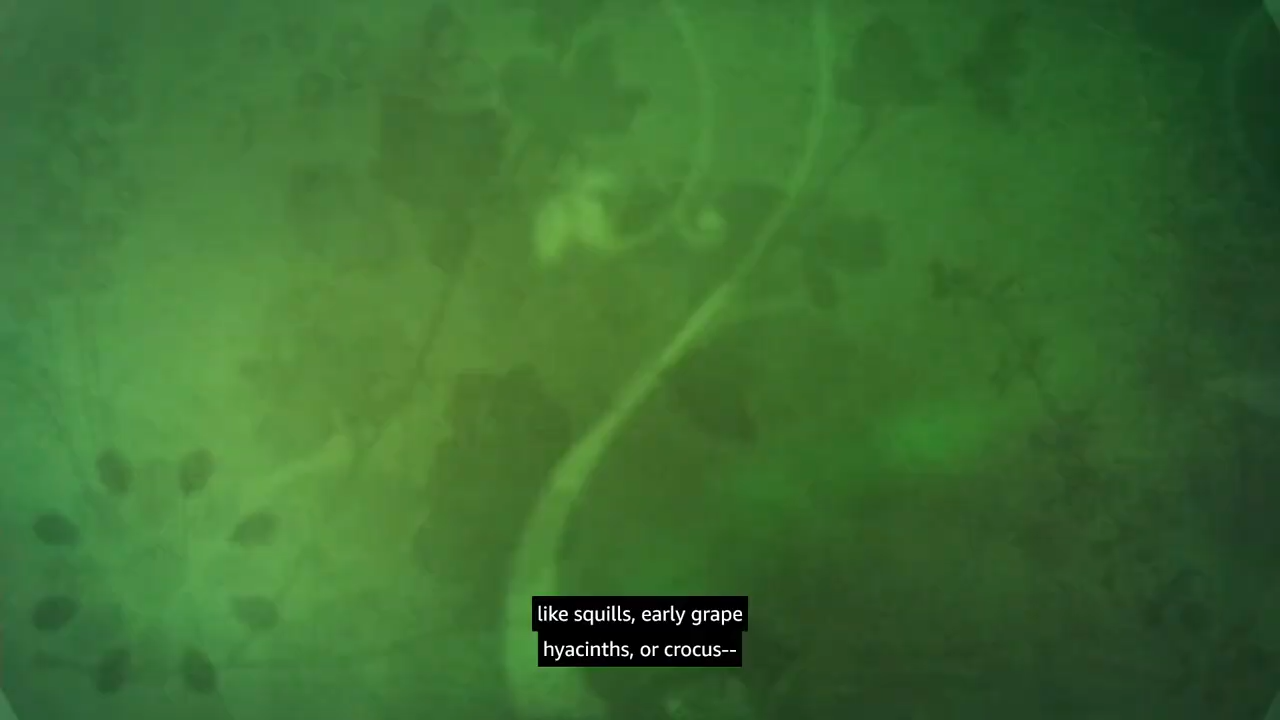 like squills, early grape
hyacinths, or crocus--